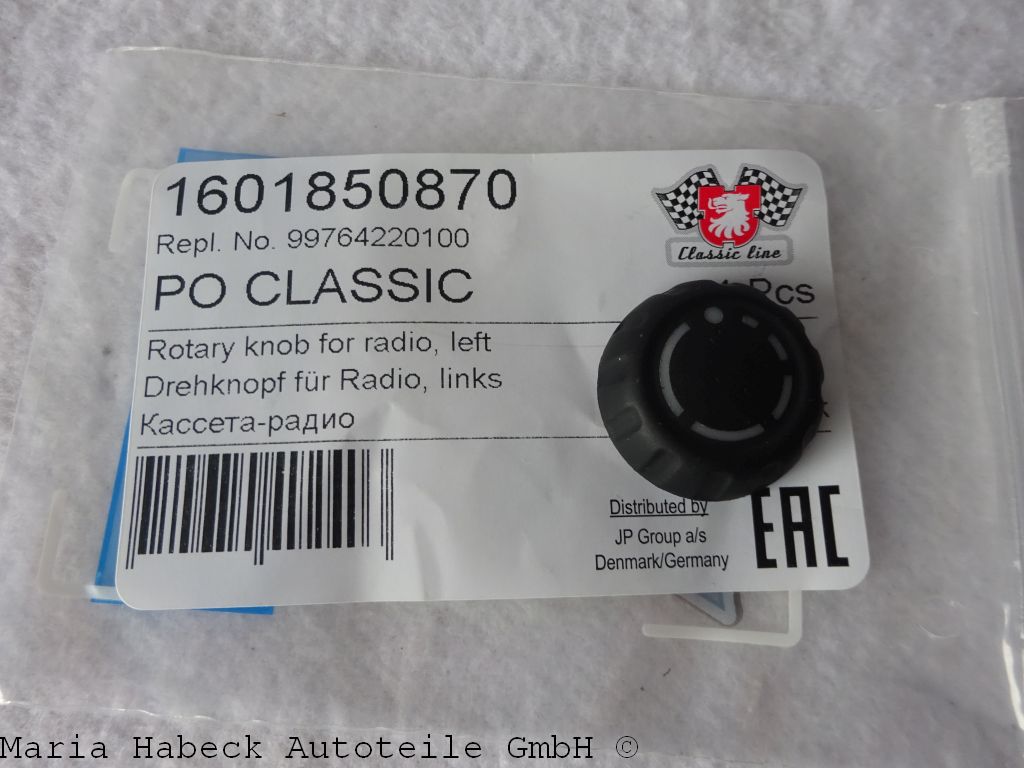 1601850870
Repl. No. 99764220100
Classic line
PO CLASSIC
Pcs
Rotary knob for radio, left
Drehknopf für Radio, links
Кассета-радио
Distributed by
JP Group a/s
Denmark/Germany
EAC
Maria Habeck Autoteile GmbH ©